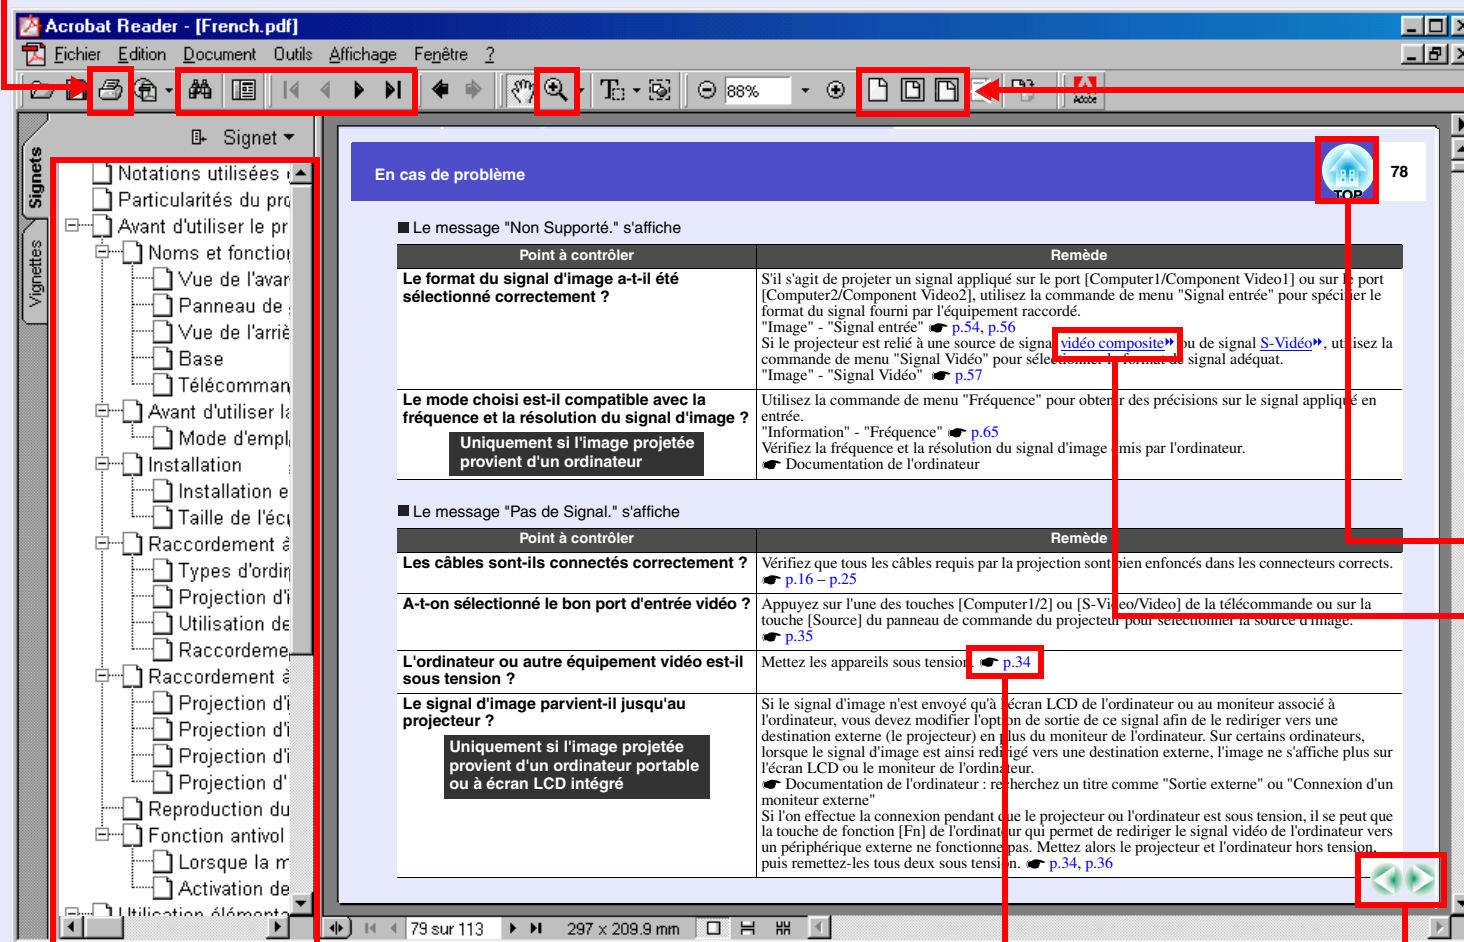 Acrobat Reader - [French.pdf]
Fichier Edition Document Outils Affichage Fenêtre ?
88%
Adobe
Signet
Signets
Vignettes
Notations utilisées
Particularités du pro
Avant d'utiliser le pr
Noms et fonction
Vue de l'avan
Panneau de
Vue de l'arriè
Base
Télécomman
Avant d'utiliser la
Mode d'empl
Installation
Installation e
Taille de l'écr
Raccordement à
Types d'ordin
Projection d'i
Utilisation de
Raccordeme
Raccordement à
Projection d'i
Projection d'i
Projection d'i
Projection d'
Reproduction du
Fonction antivol
Lorsque la m
Activation de
Utilisation élémenta
En cas de problème
TOP
78
Le message "Non Supporté." s'affiche
Point à contrôler Remède
Le format du signal d'image a-t-il été
sélectionné correctement ?
S'il s'agit de projeter un signal appliqué sur le port [Computer1/Component Video1] ou sur le port
[Computer2/Component Video2], utilisez la commande de menu "Signal entrée" pour spécifier le
format du signal fourni par l'équipement raccordé.
"Image" - "Signal entrée" ☛ p.54, p.56
Si le projecteur est relié à une source de signal vidéo composite ou de signal S-Vidéo, utilisez la
commande de menu "Signal Vidéo" pour sélectionner le format de signal adéquat.
"Image" - "Signal Vidéo" ☛ p.57
Le mode choisi est-il compatible avec la
fréquence et la résolution du signal d'image ?
Uniquement si l'image projetée
provient d'un ordinateur
Utilisez la commande de menu "Fréquence" pour obtenir des précisions sur le signal appliqué en
entrée.
"Information" - "Fréquence" ☛ p.65
Vérifiez la fréquence et la résolution du signal d'image émis par l'ordinateur.
☛ Documentation de l'ordinateur
Le message "Pas de Signal." s'affiche
Point à contrôler Remède
Les câbles sont-ils connectés correctement ?
Vérifiez que tous les câbles requis par la projection sont bien enfoncés dans les connecteurs corrects.
☛ p.16 – p.25
A-t-on sélectionné le bon port d'entrée vidéo ?
Appuyez sur l'une des touches [Computer1/2] ou [S-Video/Video] de la télécommande ou sur la
touche [Source] du panneau de commande du projecteur pour sélectionner la source d'image.
☛ p.35
L'ordinateur ou autre équipement vidéo est-il
sous tension ?
Mettez les appareils sous tension. ☛ p.34
Le signal d'image parvient-il jusqu'au
projecteur ?
Uniquement si l'image projetée
provient d'un ordinateur portable
ou à écran LCD intégré
Si le signal d'image n'est envoyé qu'à l'écran LCD de l'ordinateur ou au moniteur associé à
l'ordinateur, vous devez modifier l'option de sortie de ce signal afin de le rediriger vers une
destination externe (le projecteur) en plus du moniteur de l'ordinateur. Sur certains ordinateurs,
lorsque le signal d'image est ainsi redirigé vers une destination externe, l'image ne s'affiche plus sur
l'écran LCD ou le moniteur de l'ordinateur.
☛ Documentation de l'ordinateur : recherchez un titre comme "Sortie externe" ou "Connexion d'un
moniteur externe"
Si l'on effectue la connexion pendant que le projecteur ou l'ordinateur est sous tension, il se peut que
la touche de fonction [Fn] de l'ordinateur qui permet de rediriger le signal vidéo de l'ordinateur vers
un périphérique externe ne fonctionne pas. Mettez alors le projecteur et l'ordinateur hors tension,
puis remettez-les tous deux sous tension. ☛ p.34, p.36
79 sur 113 297 x 209.9 mm